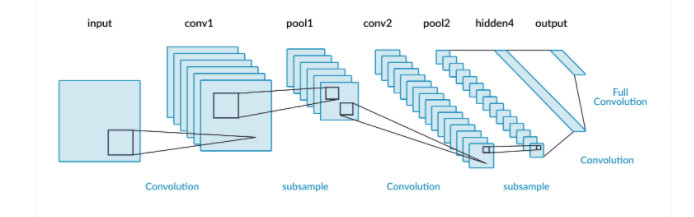 input conv1 pool1 conv2 pool2 hidden4 output
Full
Convolution
Convolution
Convolution subsample Convolution subsample